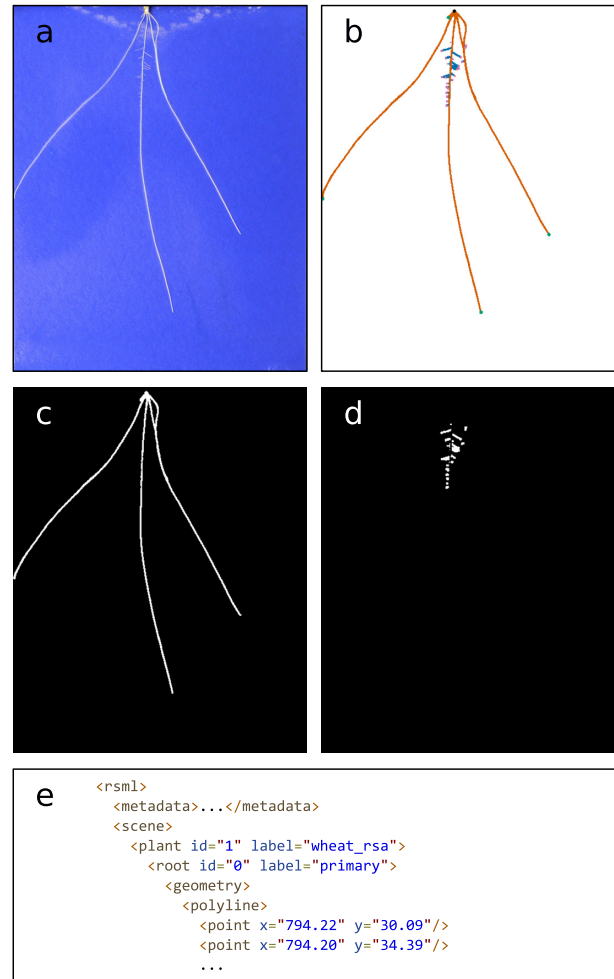 a
b
c
d
e
<rsml>
<metadata>...</metadata>
<scene>
<plant id="1" label="wheat_rsa">
<root id="0" label="primary">
<geometry>
<polyline>
<point x="794.22" y="30.09"/>
<point x="794.20" y="34.39"/>
...